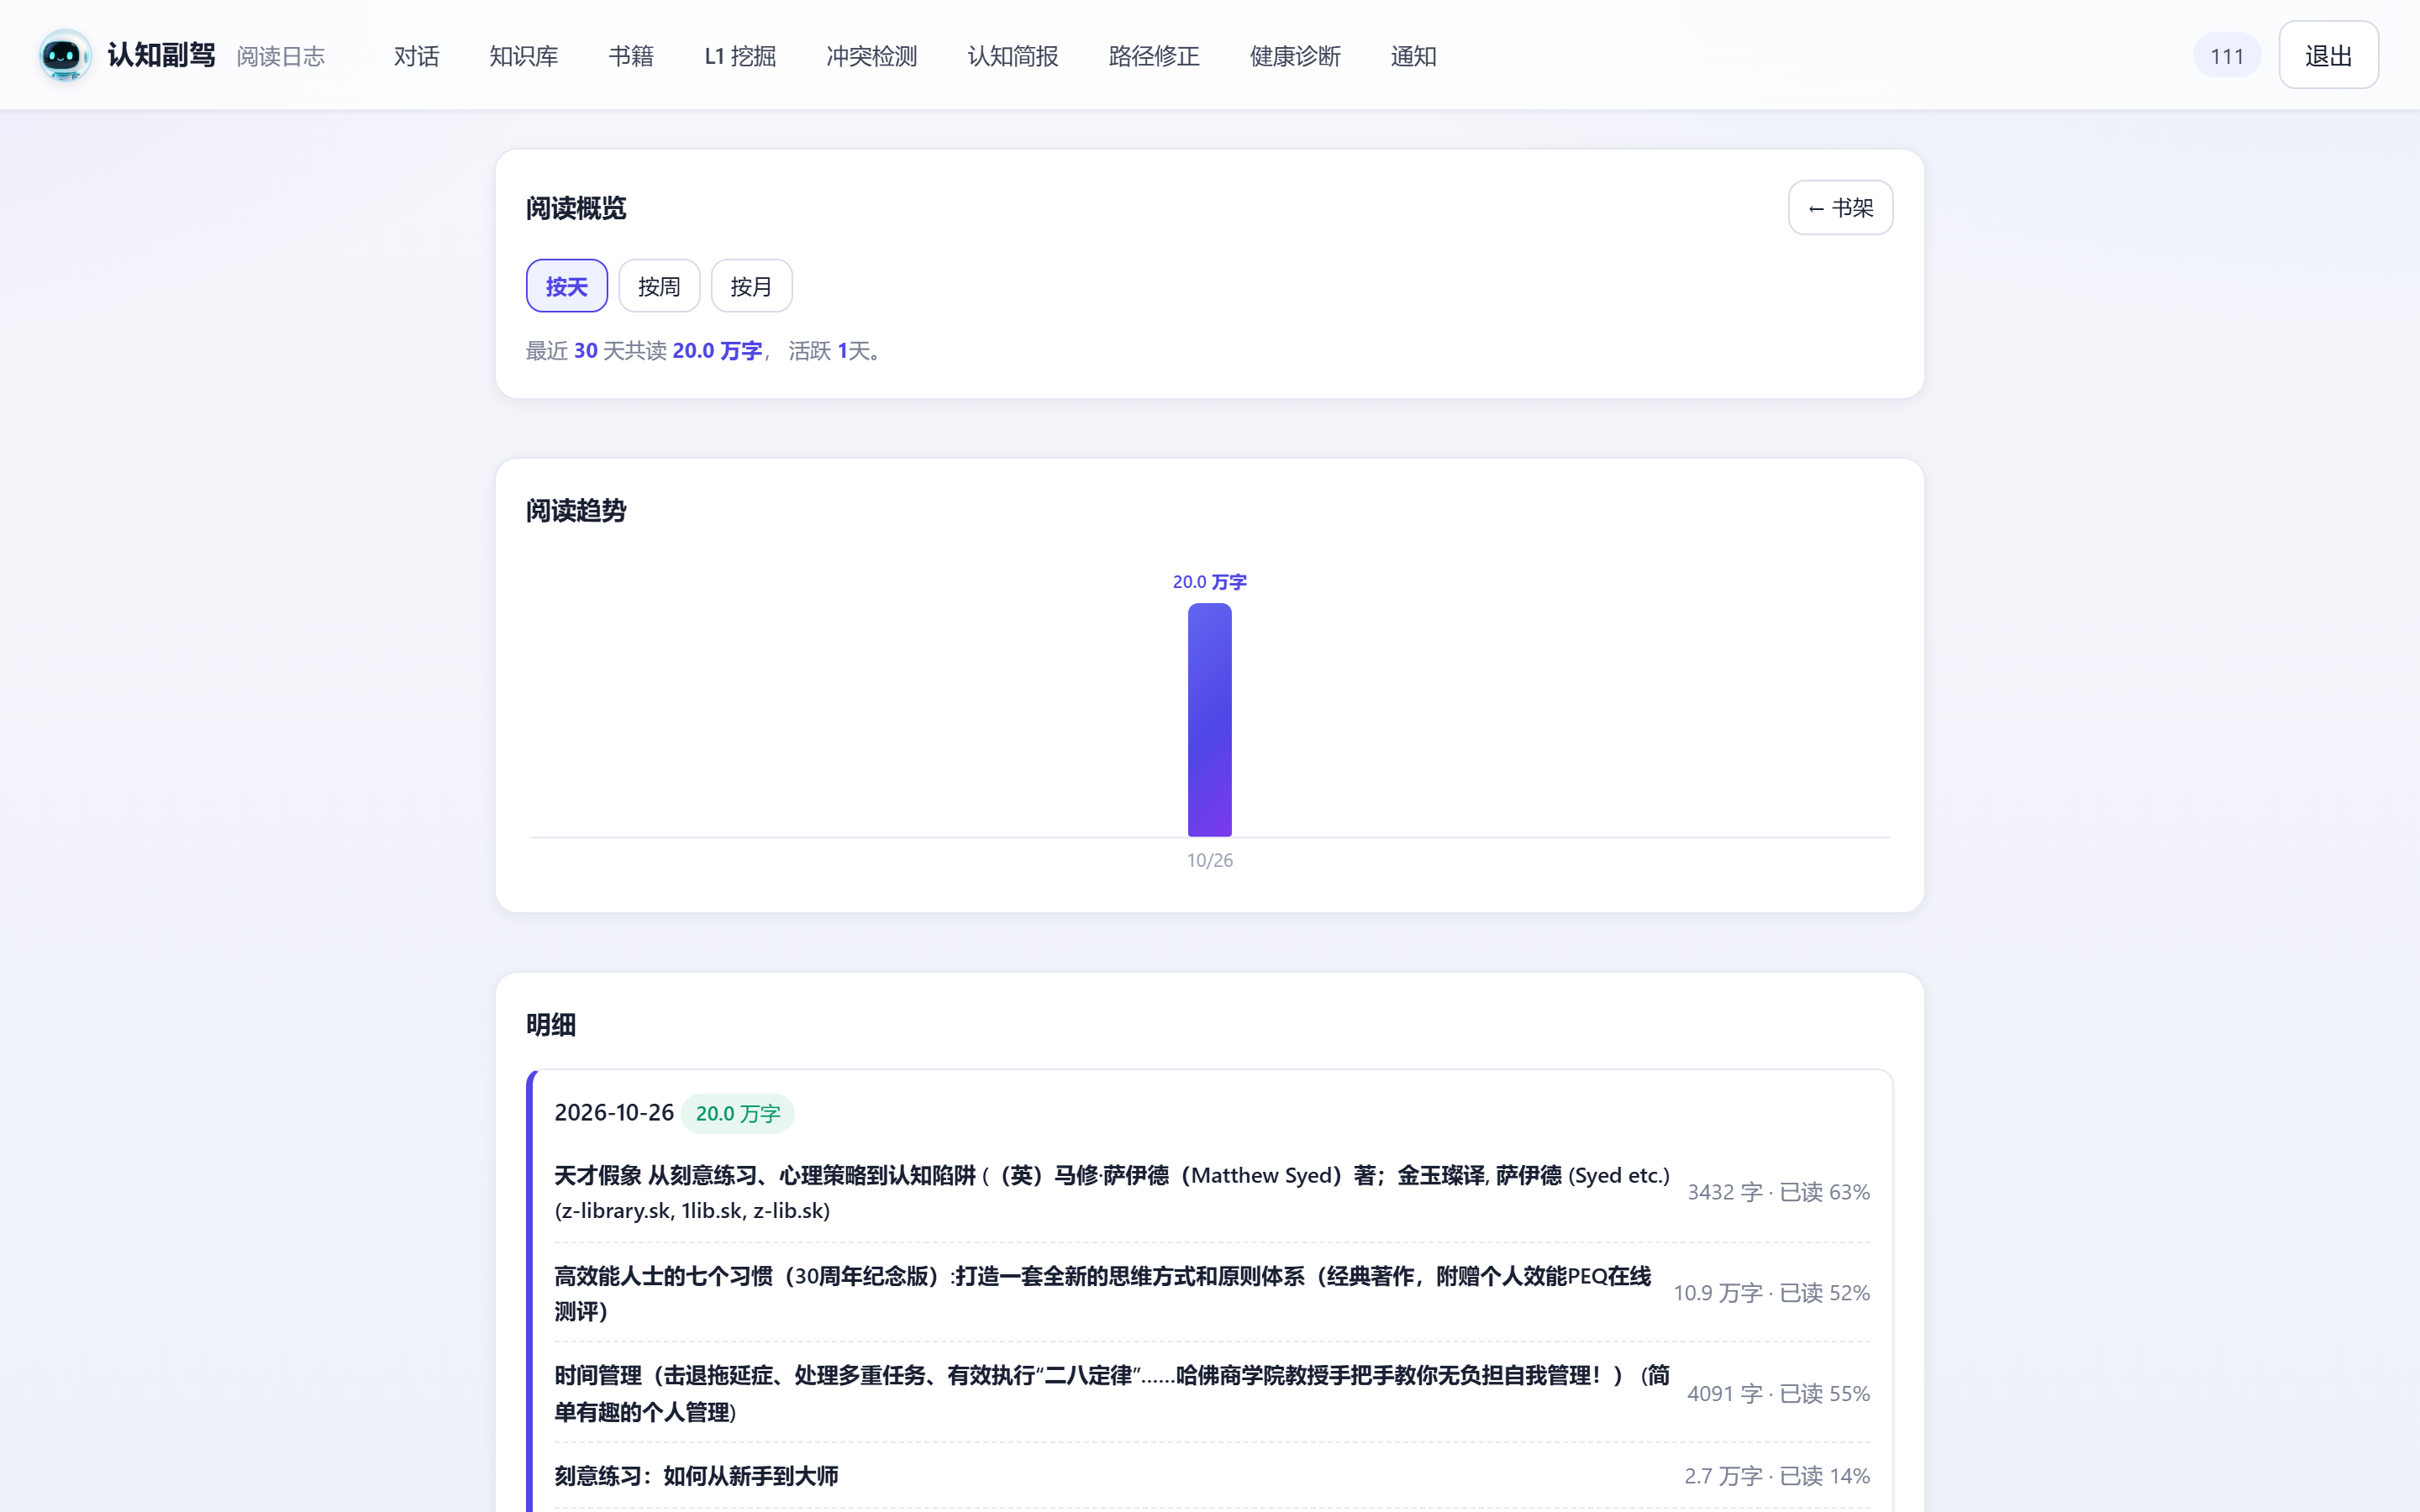 认知副驾 阅读日志 对话 知识库 书籍 L1 挖掘 冲突检测 认知简报 路径修正 健康诊断 通知 111 退出
阅读概览 ← 书架
按天 按周 按月
最近 30 天共读 20.0 万字， 活跃 1天。
阅读趋势
20.0 万字
10/26
明细
2026-10-26 20.0 万字
天才假象 从刻意练习、心理策略到认知陷阱 (（英）马修·萨伊德（Matthew Syed）著；金玉璨译, 萨伊德 (Syed etc.)
(z-library.sk, 1lib.sk, z-lib.sk)
3432 字 · 已读 63%
高效能人士的七个习惯（30周年纪念版）:打造一套全新的思维方式和原则体系（经典著作，附赠个人效能PEQ在线
测评）
10.9 万字 · 已读 52%
时间管理（击退拖延症、处理多重任务、有效执行“二八定律”……哈佛商学院教授手把手教你无负担自我管理！） (简
单有趣的个人管理)
4091 字 · 已读 55%
刻意练习：如何从新手到大师 2.7 万字 · 已读 14%